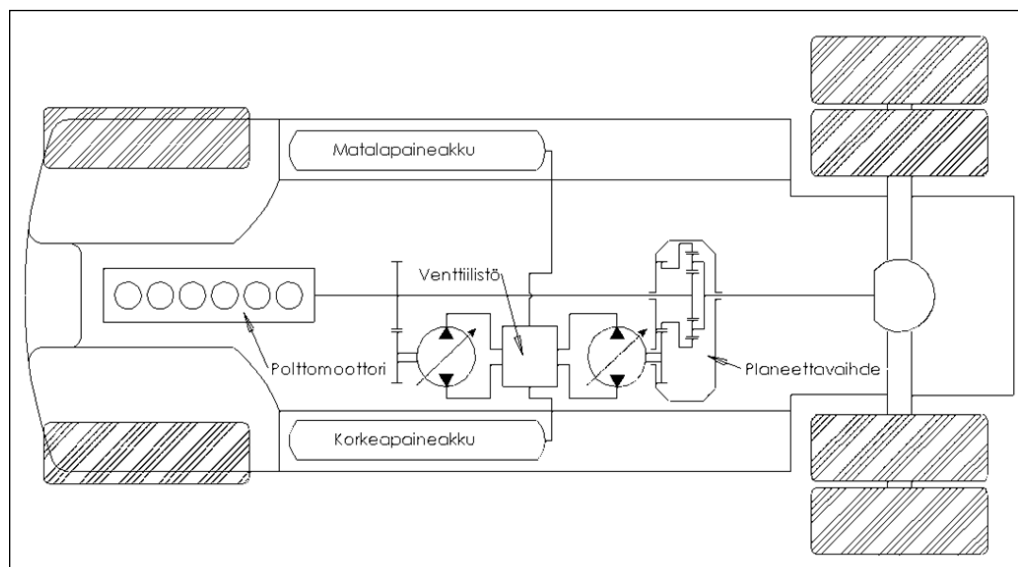 Matalapaineakku
Venttiilistö
Polttomoottori
Planeettavaihde
Korkeapaineakku